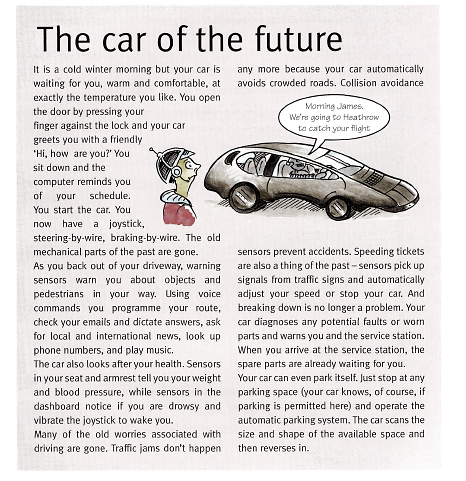 The car of the future
It is a cold winter morning but your car is
waiting for you, warm and comfortable, at
exactly the temperature you like. You open
the door by pressing your
finger against the lock and your car
greets you with a friendly
'Hi, how are you?' You
sit down and the
computer reminds you
of your schedule.
You start the car. You
now have a joystick,
steering-by-wire, braking-by-wire. The old
mechanical parts of the past are gone.
As you back out of your driveway, warning
sensors warn you about objects and
pedestrians in your way. Using voice
commands you programme your route,
check your emails and dictate answers, ask
for local and international news, look up
phone numbers, and play music.
The car also looks after your health. Sensors
in your seat and armrest tell you your weight
and blood pressure, while sensors in the
dashboard notice if you are drowsy and
vibrate the joystick to wake you.
Many of the old worries associated with
driving are gone. Traffic jams don't happen
any more because your car automatically
avoids crowded roads. Collision avoidance
Morning James.
We're going to Heathrow
to catch your flight
sensors prevent accidents. Speeding tickets
are also a thing of the past – sensors pick up
signals from traffic signs and automatically
adjust your speed or stop your car. And
breaking down is no longer a problem. Your
car diagnoses any potential faults or worn
parts and warns you and the service station.
When you arrive at the service station, the
spare parts are already waiting for you.
Your car can even park itself. Just stop at any
parking space (your car knows, of course, if
parking is permitted here) and operate the
automatic parking system. The car scans the
size and shape of the available space and
then reverses in.